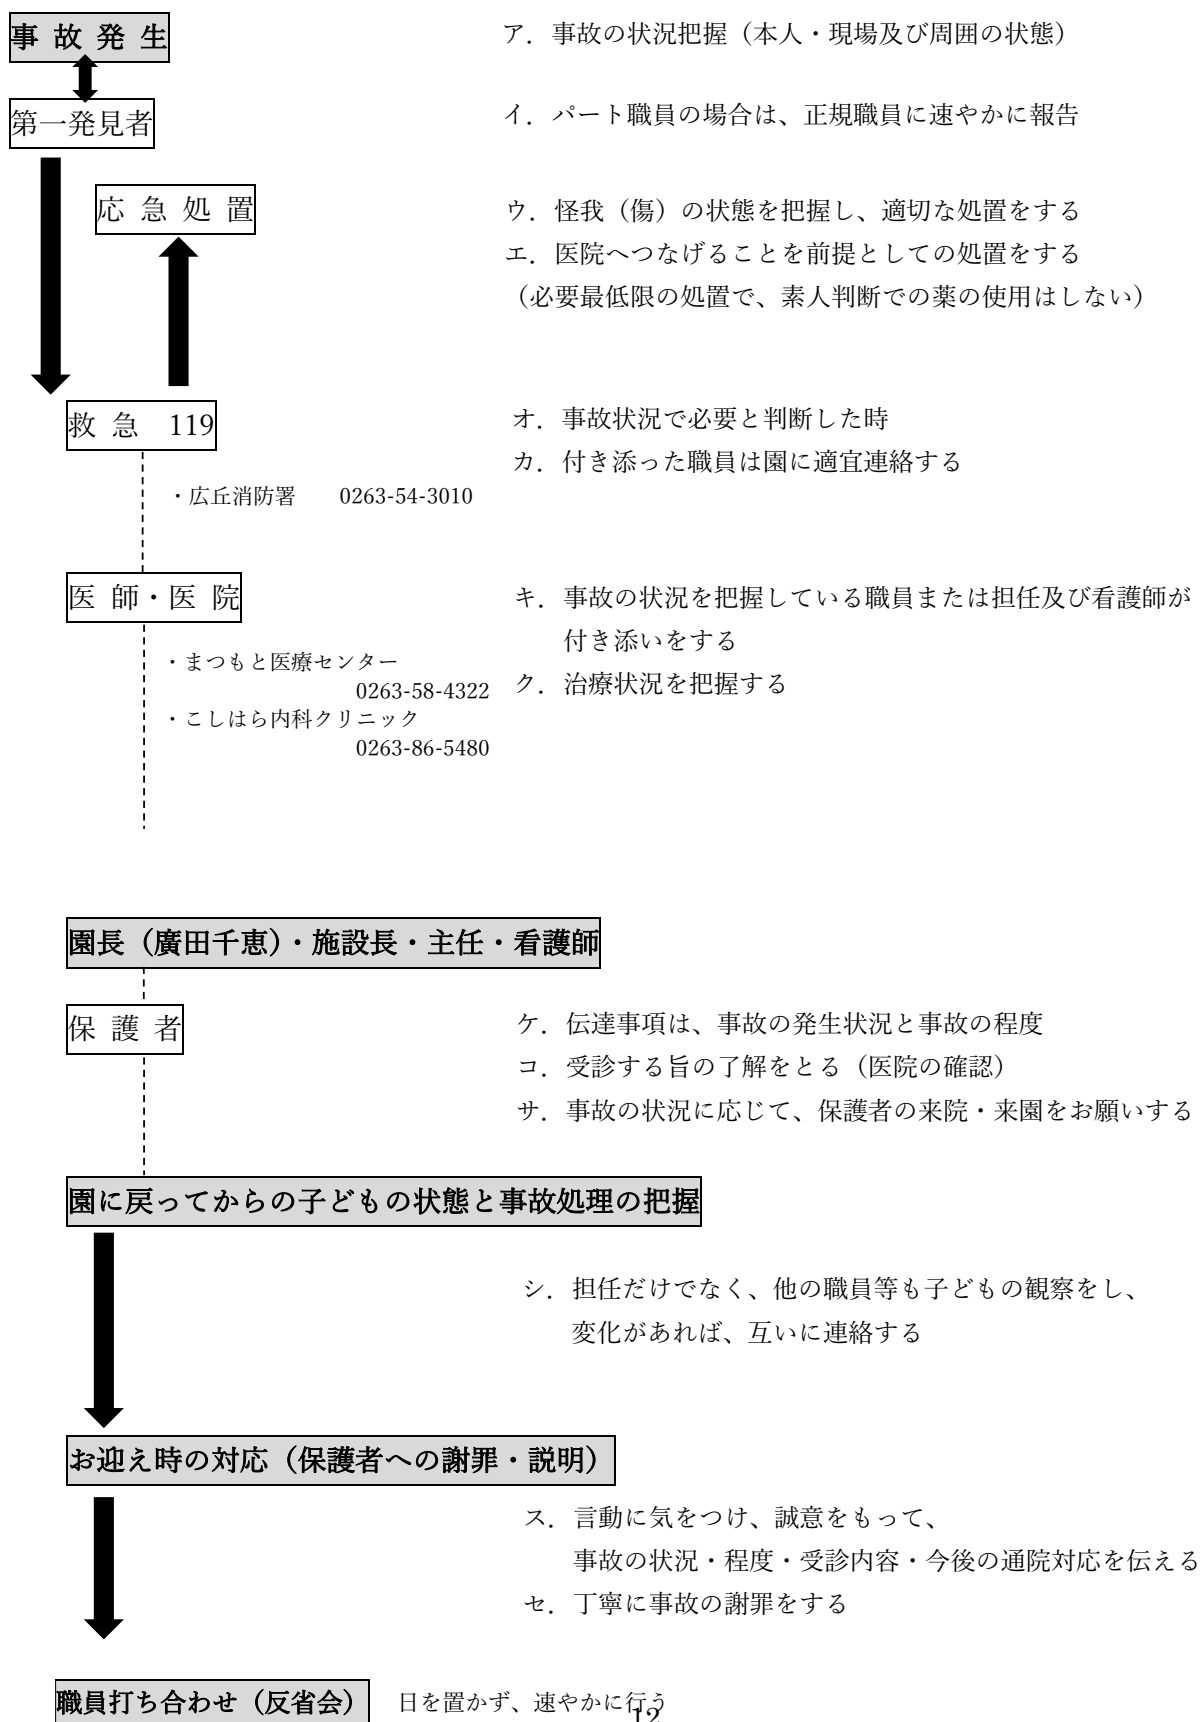 事 故 発 生
ア．事故の状況把握（本人・現場及び周囲の状態）
第一発見者
イ．パート職員の場合は、正規職員に速やかに報告
応 急 処 置
ウ．怪我（傷）の状態を把握し、適切な処置をする
エ．医院へつなげることを前提としての処置をする
（必要最低限の処置で、素人判断での薬の使用はしない）
救 急　119
オ．事故状況で必要と判断した時
カ．付き添った職員は園に適宜連絡する
・広丘消防署　　0263-54-3010
医 師・医 院
キ．事故の状況を把握している職員または担任及び看護師が
付き添いをする
ク．治療状況を把握する
・まつもと医療センター
0263-58-4322
・こしはら内科クリニック
0263-86-5480
園長（廣田千恵）・施設長・主任・看護師
保 護 者
ケ．伝達事項は、事故の発生状況と事故の程度
コ．受診する旨の了解をとる（医院の確認）
サ．事故の状況に応じて、保護者の来院・来園をお願いする
園に戻ってからの子どもの状態と事故処理の把握
シ．担任だけでなく、他の職員等も子どもの観察をし、
変化があれば、互いに連絡する
お迎え時の対応（保護者への謝罪・説明）
ス．言動に気をつけ、誠意をもって、
事故の状況・程度・受診内容・今後の通院対応を伝える
セ．丁寧に事故の謝罪をする
職員打ち合わせ（反省会）　日を置かず、速やかに行う
12